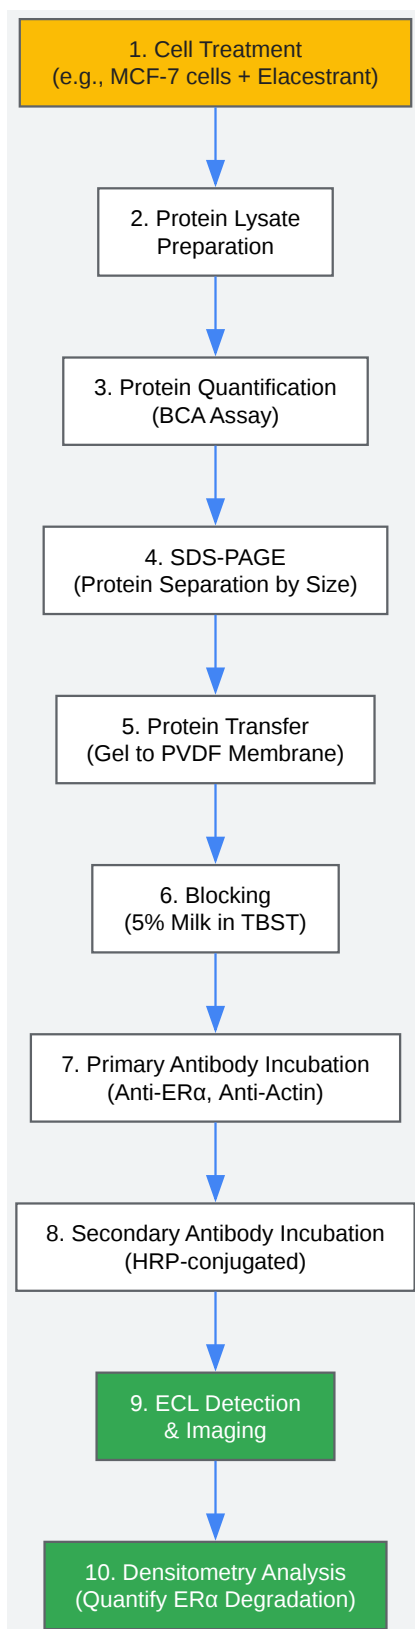 1. Cell Treatment
(e.g., MCF-7 cells + Elacestrant)
2. Protein Lysate
Preparation
3. Protein Quantification
(BCA Assay)
4. SDS-PAGE
(Protein Separation by Size)
5. Protein Transfer
(Gel to PVDF Membrane)
6. Blocking
(5% Milk in TBST)
7. Primary Antibody Incubation
(Anti-ERα, Anti-Actin)
8. Secondary Antibody Incubation
(HRP-conjugated)
9. ECL Detection
& Imaging
10. Densitometry Analysis
(Quantify ERα Degradation)